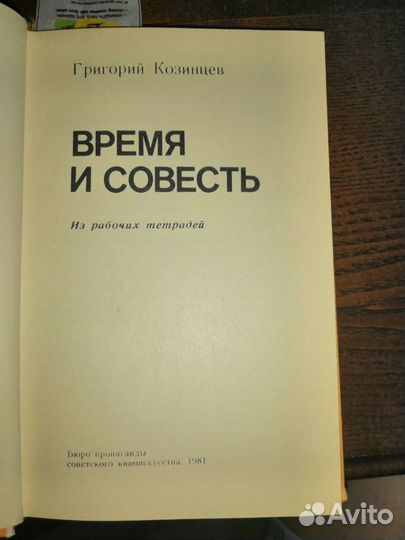 Григорий Козинцев
ВРЕМЯ
И СОВЕСТЬ
Из рабочих тетрадей
Бюро пропаганды
советского киноискусства. 1981
Avito